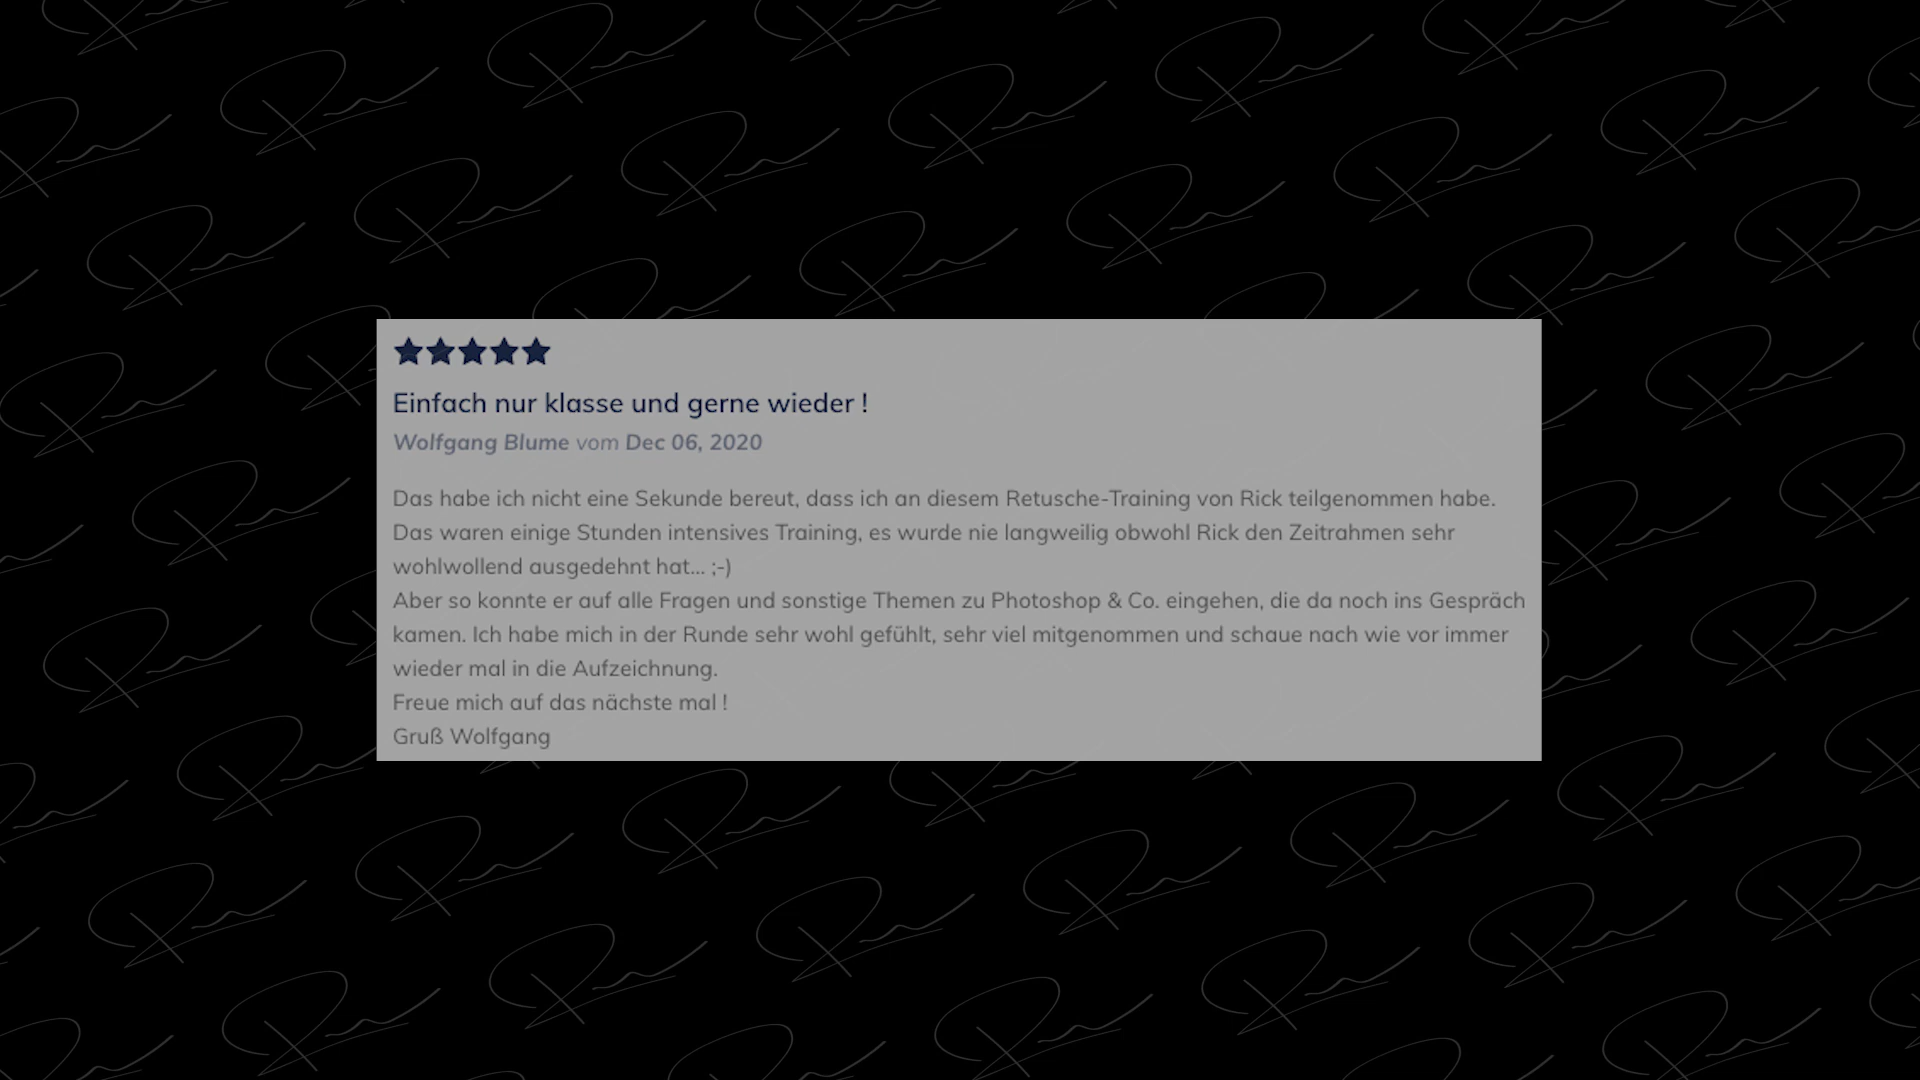 Einfach nur klasse und gerne wieder !
Wolfgang Blume vom Dec 06, 2020
Das habe ich nicht eine Sekunde bereut, dass ich an diesem Retusche-Training von Rick teilgenommen habe.
Das waren einige Stunden intensives Training, es wurde nie langweilig obwohl Rick den Zeitrahmen sehr
wohlwollend ausgedehnt hat... ;-)
Aber so konnte er auf alle Fragen und sonstige Themen zu Photoshop & Co. eingehen, die da noch ins Gespräch
kamen. Ich habe mich in der Runde sehr wohl gefühlt, sehr viel mitgenommen und schaue nach wie vor immer
wieder mal in die Aufzeichnung.
Freue mich auf das nächste mal !
Gruß Wolfgang